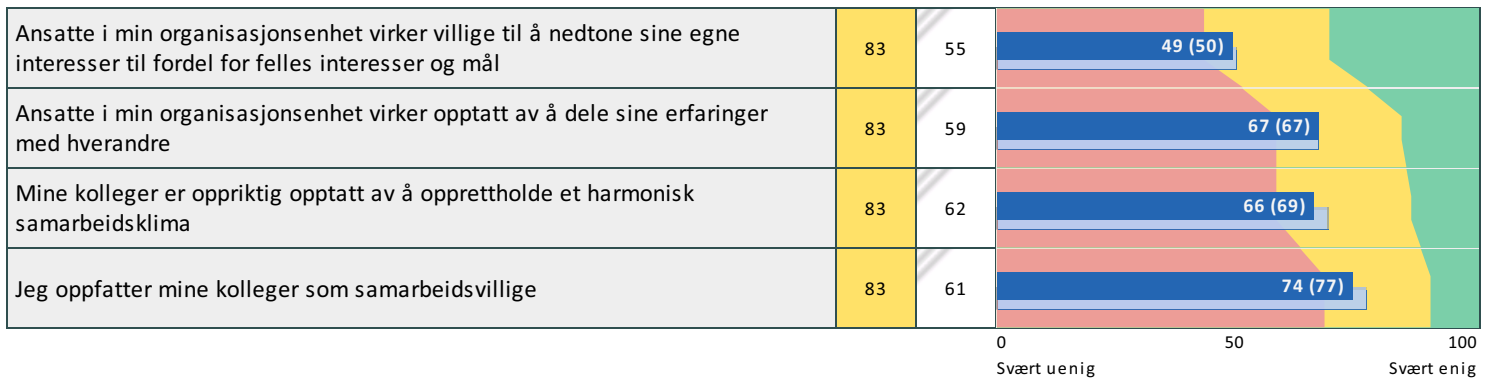 Ansatte i min organisasjonsenhet virker villige til å nedtone sine egne
interesser til fordel for felles interesser og mål
83
55
49 (50)
Ansatte i min organisasjonsenhet virker opptatt av å dele sine erfaringer
med hverandre
83
59
67 (67)
Mine kolleger er oppriktig opptatt av å opprettholde et harmonisk
samarbeidsklima
83
62
66 (69)
Jeg oppfatter mine kolleger som samarbeidsvillige
83
61
74 (77)
0 50 100
Svært uenig Svært enig